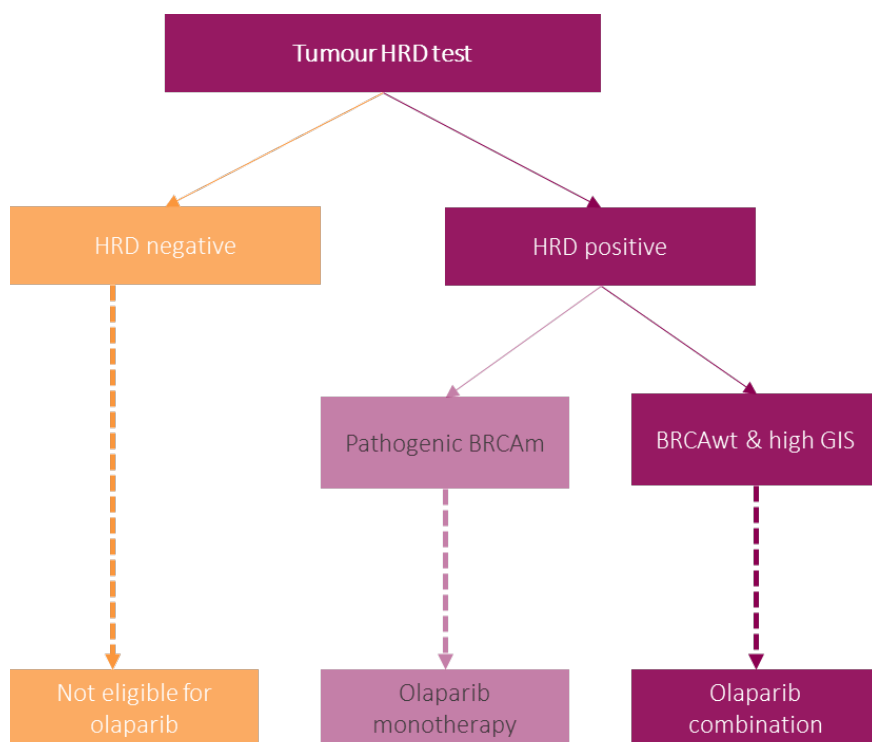 Tumour HRD test
HRD negative
HRD positive
Pathogenic BRCAm
BRCAwt & high GIS
Not eligible for
olaparib
Olaparib
monotherapy
Olaparib
combination